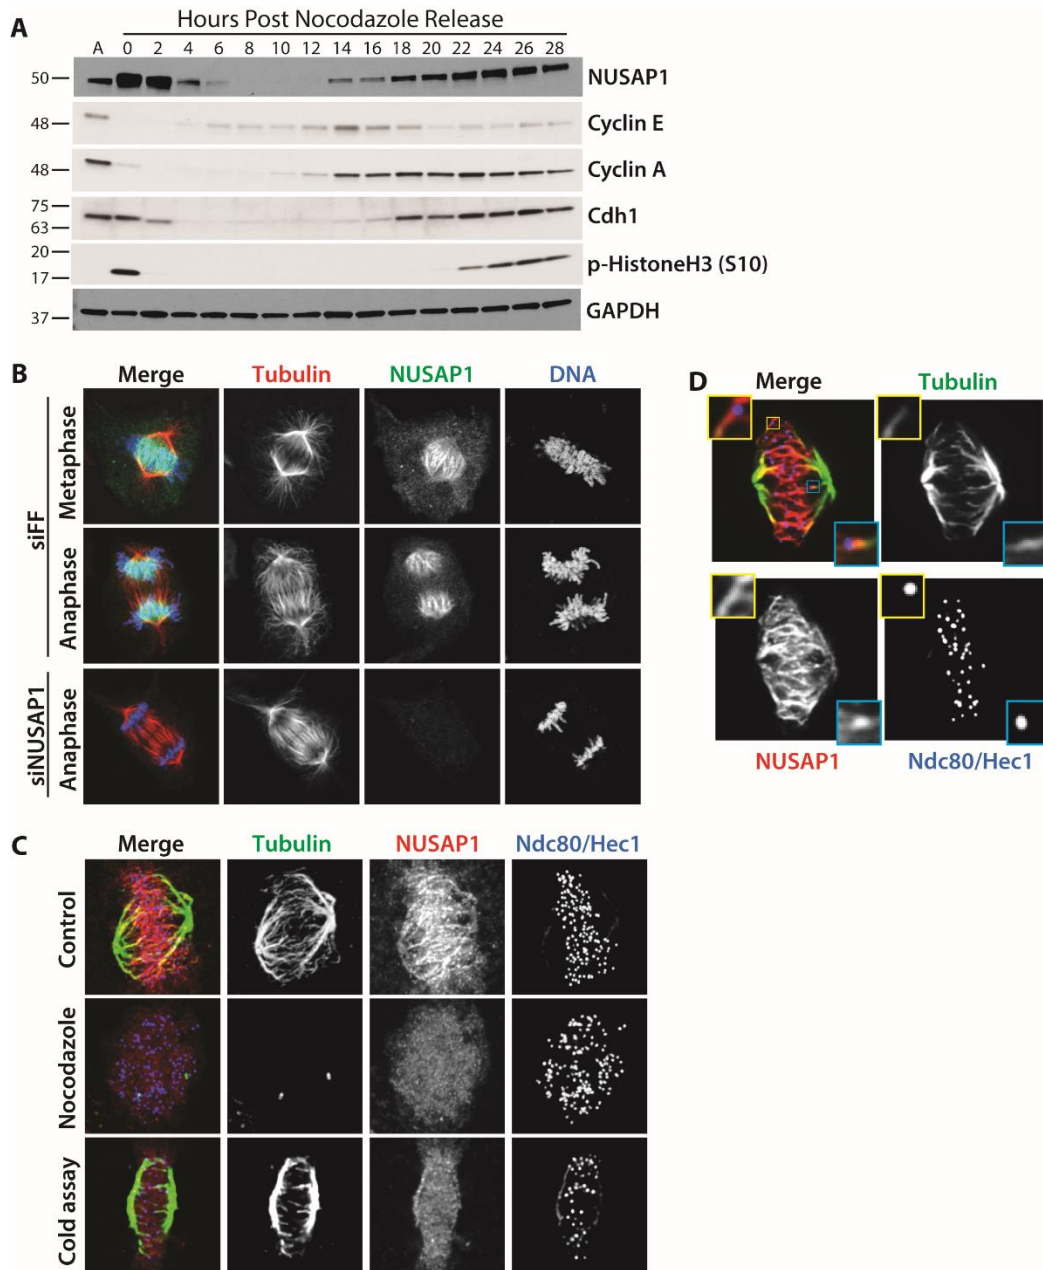 A
Hours Post Nocodazole Release
A 0 2 4 6 8 10 12 14 16 18 20 22 24 26 28
50 NUSAP1
48 Cyclin E
48 Cyclin A
75
63
Cdh1
20
17
p-HistoneH3 (S10)
37 GAPDH
B
Merge Tubulin NUSAP1 DNA
siFF
Metaphase
Anaphase
siNUSAP1
Anaphase
C
Merge Tubulin NUSAP1 Ndc80/Hec1
Control
Nocodazole
Cold assay
D
Merge Tubulin
NUSAP1 Ndc80/Hec1